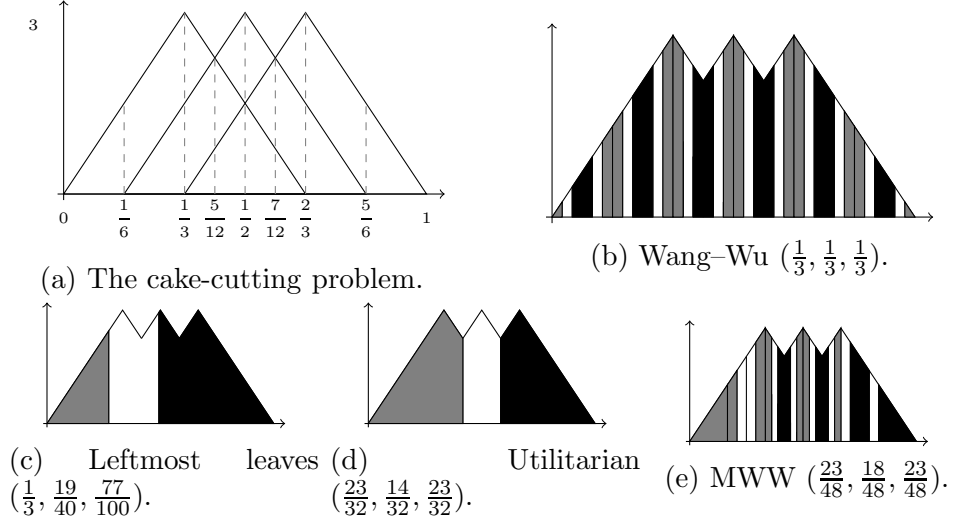 3
0 1/6 1/3 5/12 1/2 7/12 2/3 5/6 1
(a) The cake-cutting problem.
(b) Wang–Wu (1/3, 1/3, 1/3).
(c) Leftmost leaves
(1/3, 19/40, 77/100).
(d) Utilitarian
(23/32, 14/32, 23/32).
(e) MWW (23/48, 18/48, 23/48).